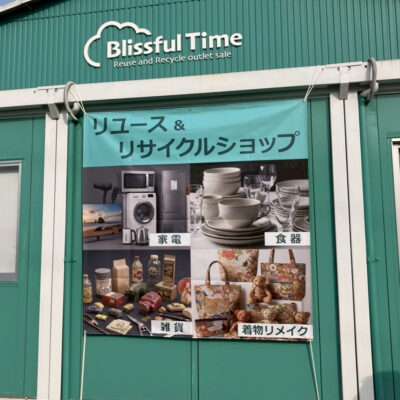 Blissful Time
Reuse and Recycle outlet sale
リユース &
リサイクルショップ
家電
食器
雑貨
着物リメイク